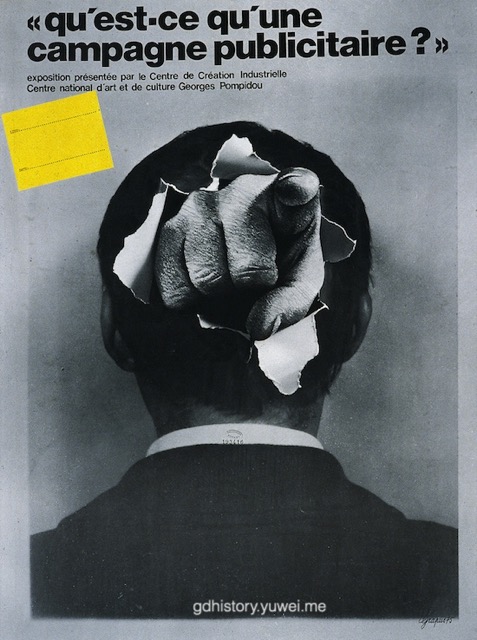 « qu´est-ce qu´une
campagne publicitaire ? »
exposition présentée par le Centre de Création Industrielle
Centre national d´art et de culture Georges Pompidou
gdhistory.yuwei.me